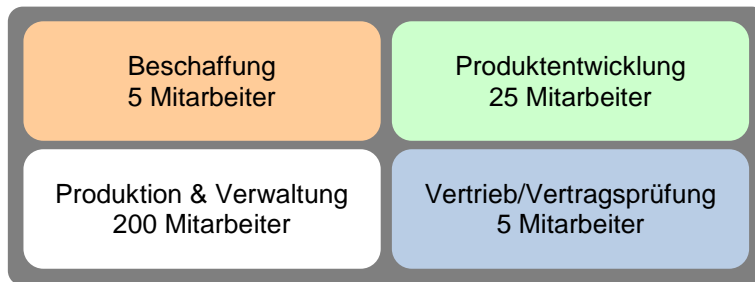 Beschaffung
5 Mitarbeiter
Produktentwicklung
25 Mitarbeiter
Produktion & Verwaltung
200 Mitarbeiter
Vertrieb/Vertragsprüfung
5 Mitarbeiter